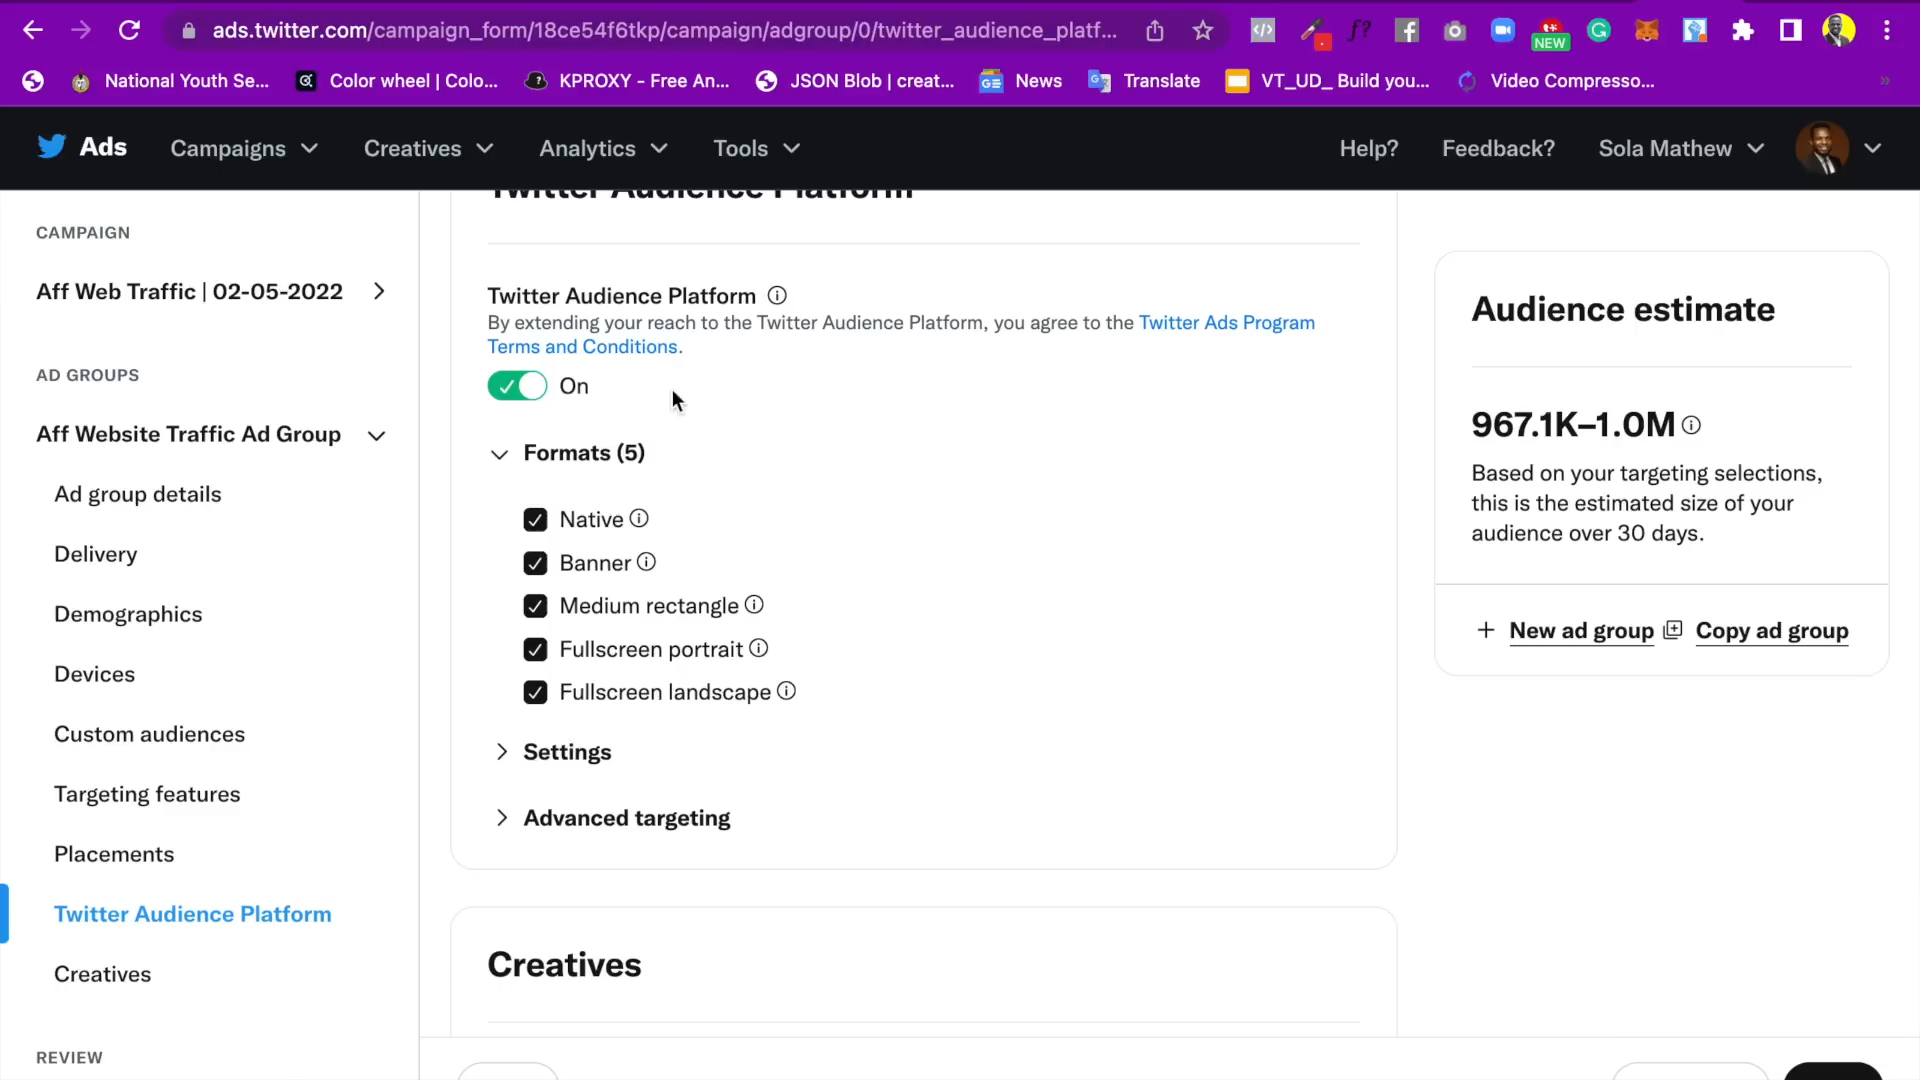 ads.twitter.com/campaign_form/18ce54f6tkp/campaign/adgroup/0/twitter_audience_platf...
NEW
National Youth Se...
Color wheel | Colo...
KPROXY - Free An...
JSON Blob | creat...
News
Translate
VT_UD_ Build you...
Video Compresso...
»
Ads
Campaigns
Creatives
Analytics
Tools
Help?
Feedback?
Sola Mathew
CAMPAIGN
Aff Web Traffic | 02-05-2022
AD GROUPS
Aff Website Traffic Ad Group
Ad group details
Delivery
Demographics
Devices
Custom audiences
Targeting features
Placements
Twitter Audience Platform
Creatives
REVIEW
Twitter Audience Platform
Twitter Audience Platform
By extending your reach to the Twitter Audience Platform, you agree to the Twitter Ads Program
Terms and Conditions.
On
Formats (5)
Native
Banner
Medium rectangle
Fullscreen portrait
Fullscreen landscape
Settings
Advanced targeting
Creatives
Audience estimate
967.1K–1.0M
Based on your targeting selections,
this is the estimated size of your
audience over 30 days.
+ New ad group
Copy ad group